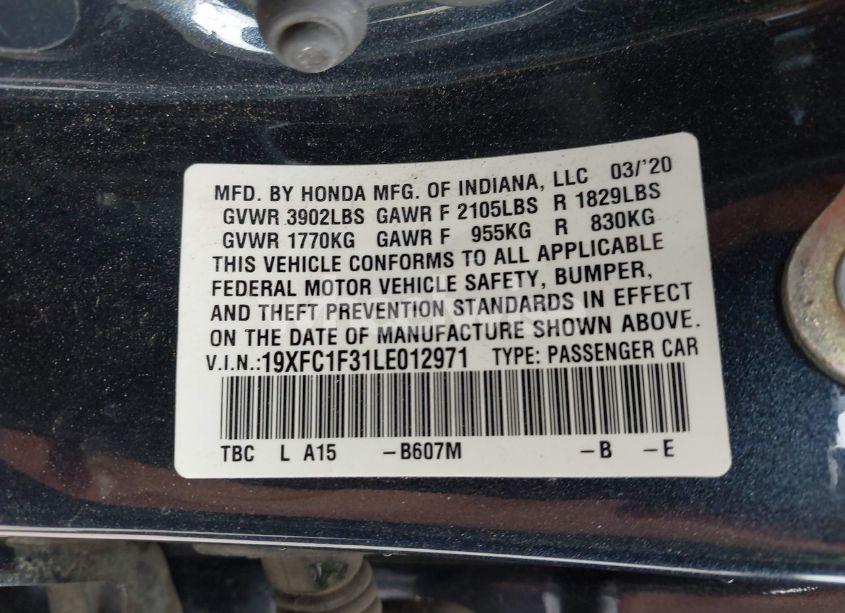 MFD. BY HONDA MFG. OF INDIANA, LLC 03/'20
GVWR 3902LBS GAWR F 2105LBS R 1829LBS
GVWR 1770KG GAWR F 955KG R 830KG
THIS VEHICLE CONFORMS TO ALL APPLICABLE
FEDERAL MOTOR VEHICLE SAFETY, BUMPER,
AND THEFT PREVENTION STANDARDS IN EFFECT
ON THE DATE OF MANUFACTURE SHOWN ABOVE.
V.I.N.:19XFC1F31LE012971 TYPE: PASSENGER CAR
TBC L A15 -B607M -B -E